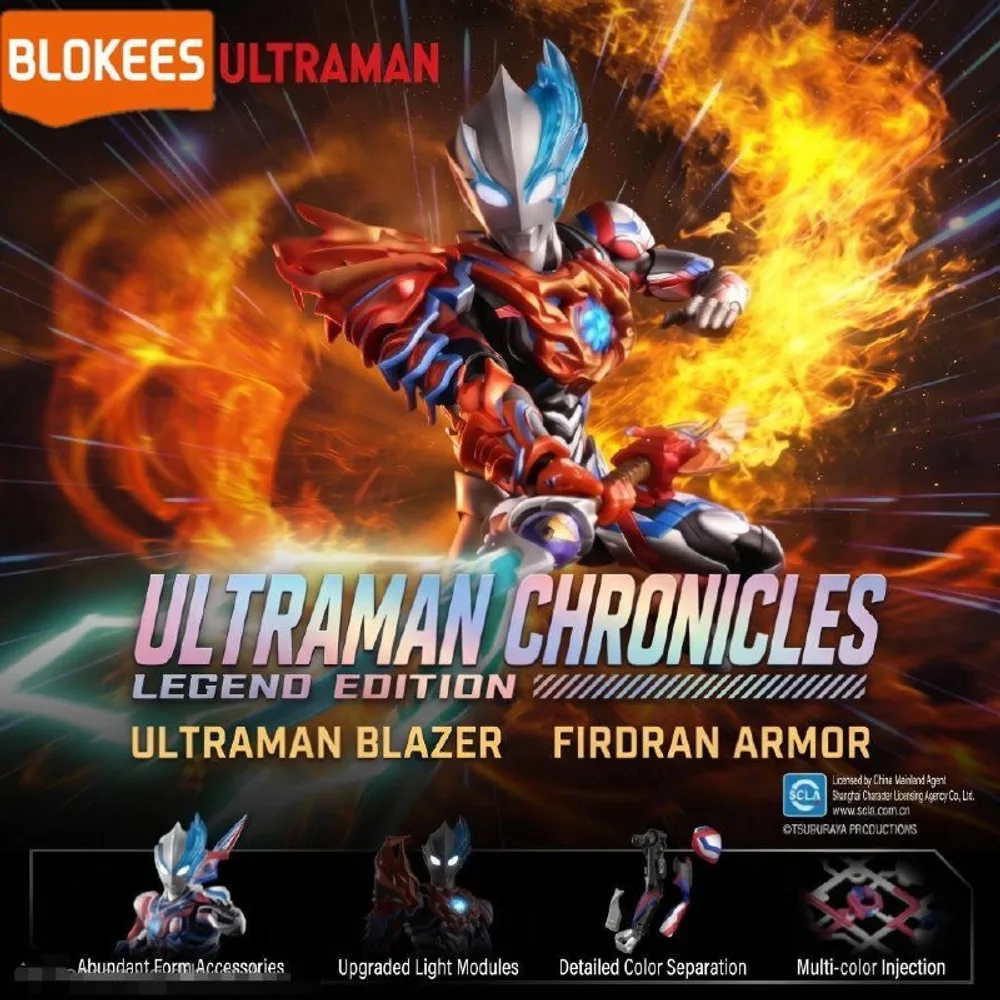 BLOKEES ULTRAMAN
ULTRAMAN CHRONICLES
LEGEND EDITION
ULTRAMAN BLAZER FIRDRAN ARMOR
SCLA
Licensed by China Mainland Agent
Shanghai Character Licensing Agency Co., Ltd.
www.scla.com.cn
©TSUBURAYA PRODUCTIONS
Abundant Form Accessories
Upgraded Light Modules
Detailed Color Separation
Multi-color Injection